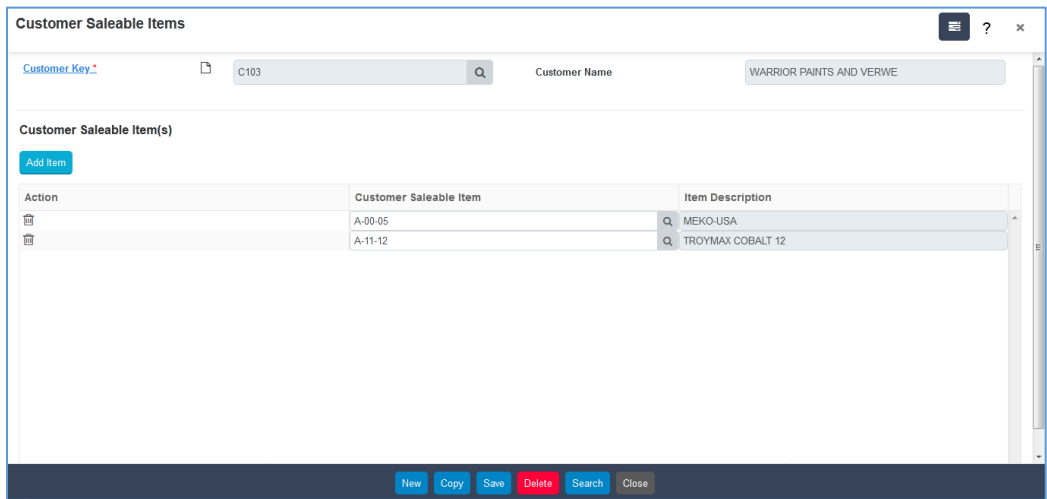 Customer Saleable Items ? ×
Customer Key * C103 Customer Name WARRIOR PAINTS AND VERWE
Customer Saleable Item(s)
Add Item
Action Customer Saleable Item Item Description
A-00-05 MEKO-USA
A-11-12 TROYMAX COBALT 12
New Copy Save Delete Search Close